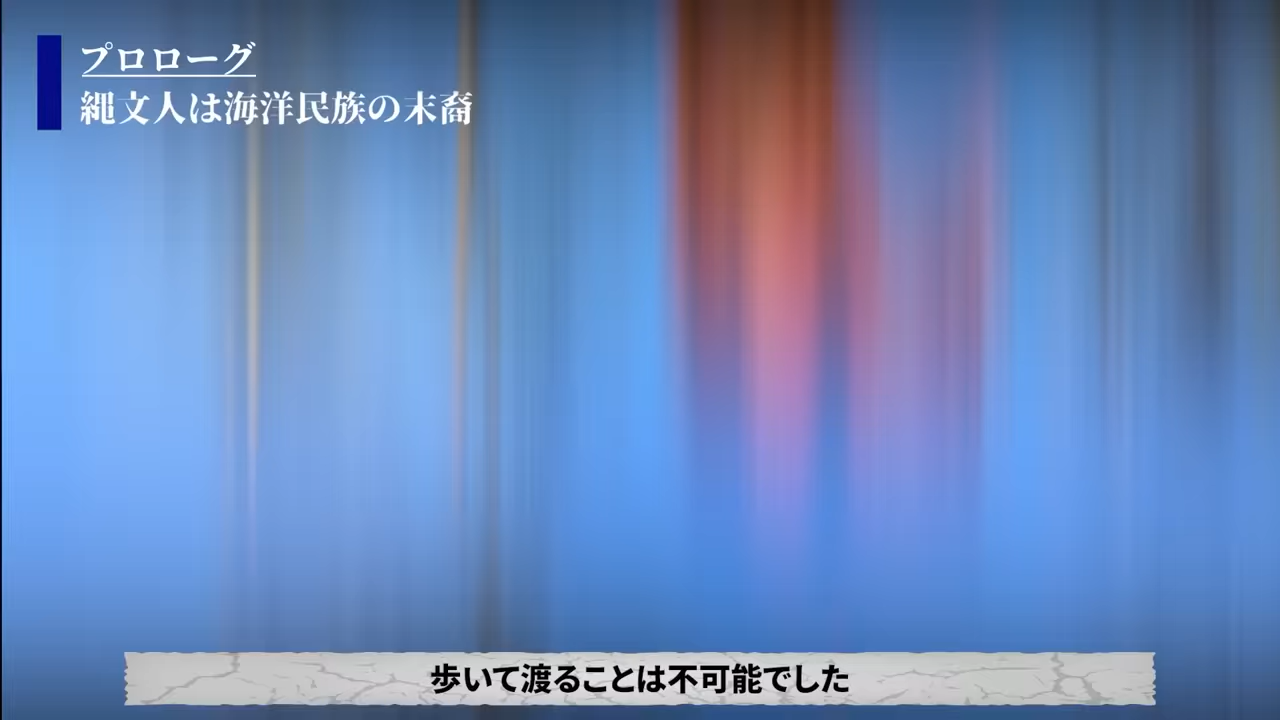 プロローグ
縄文人は海洋民族の末裔
歩いて渡ることは不可能でした